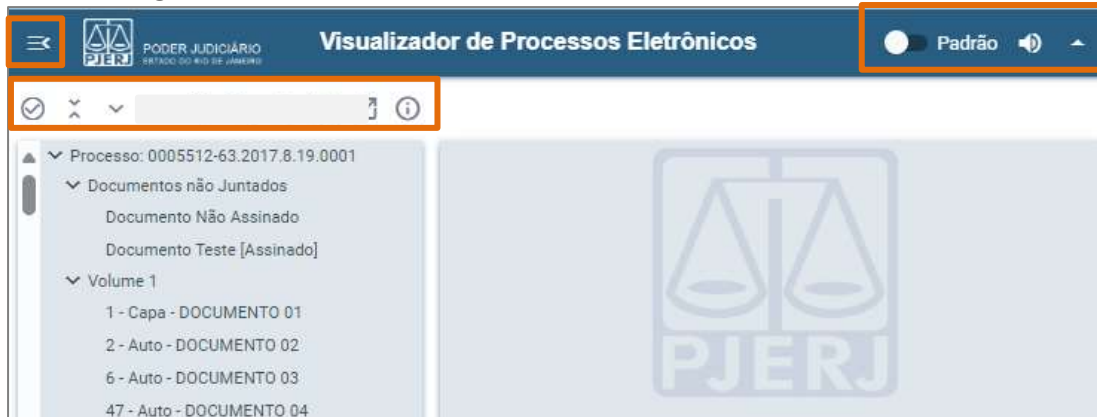 PODER JUDICIÁRIO
ESTADO DO RIO DE JANEIRO
PJERJ
Visualizador de Processos Eletrônicos
Padrão
Processo: 0005512-63.2017.8.19.0001
Documentos não Juntados
Documento Não Assinado
Documento Teste [Assinado]
Volume 1
1 - Capa - DOCUMENTO 01
2 - Auto - DOCUMENTO 02
6 - Auto - DOCUMENTO 03
47 - Auto - DOCUMENTO 04
PJERJ